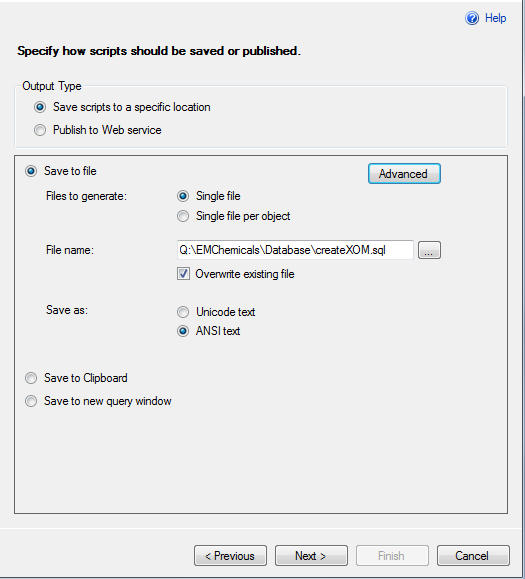 Help
Specify how scripts should be saved or published.
Output Type
Save scripts to a specific location
Publish to Web service
Save to file
Advanced
Files to generate:
Single file
Single file per object
File name:
Q:\EMChemicals\Database\createXOM.sql
...
Overwrite existing file
Save as:
Unicode text
ANSI text
Save to Clipboard
Save to new query window
< Previous
Next >
Finish
Cancel